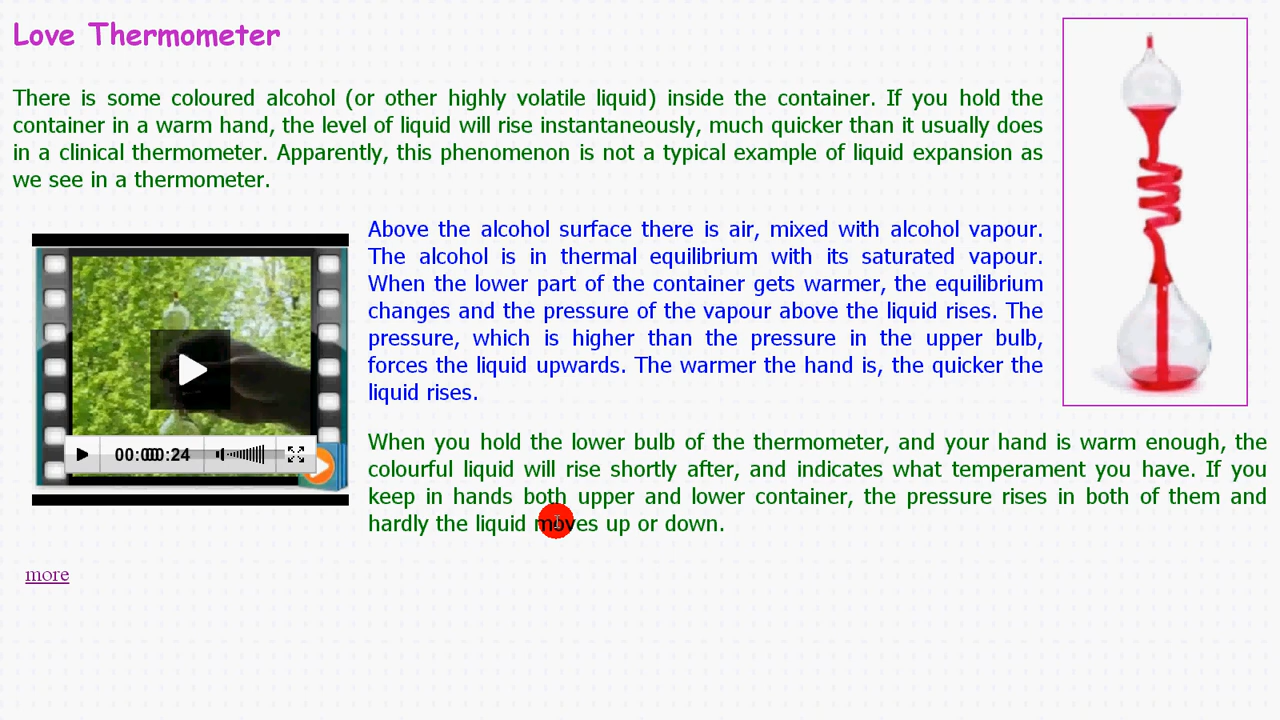 Love Thermometer
There is some coloured alcohol (or other highly volatile liquid) inside the container. If you hold the
container in a warm hand, the level of liquid will rise instantaneously, much quicker than it usually does
in a clinical thermometer. Apparently, this phenomenon is not a typical example of liquid expansion as
we see in a thermometer.
Above the alcohol surface there is air, mixed with alcohol vapour.
The alcohol is in thermal equilibrium with its saturated vapour.
When the lower part of the container gets warmer, the equilibrium
changes and the pressure of the vapour above the liquid rises. The
pressure, which is higher than the pressure in the upper bulb,
forces the liquid upwards. The warmer the hand is, the quicker the
liquid rises.
When you hold the lower bulb of the thermometer, and your hand is warm enough, the
colourful liquid will rise shortly after, and indicates what temperament you have. If you
keep in hands both upper and lower container, the pressure rises in both of them and
hardly the liquid moves up or down.
more